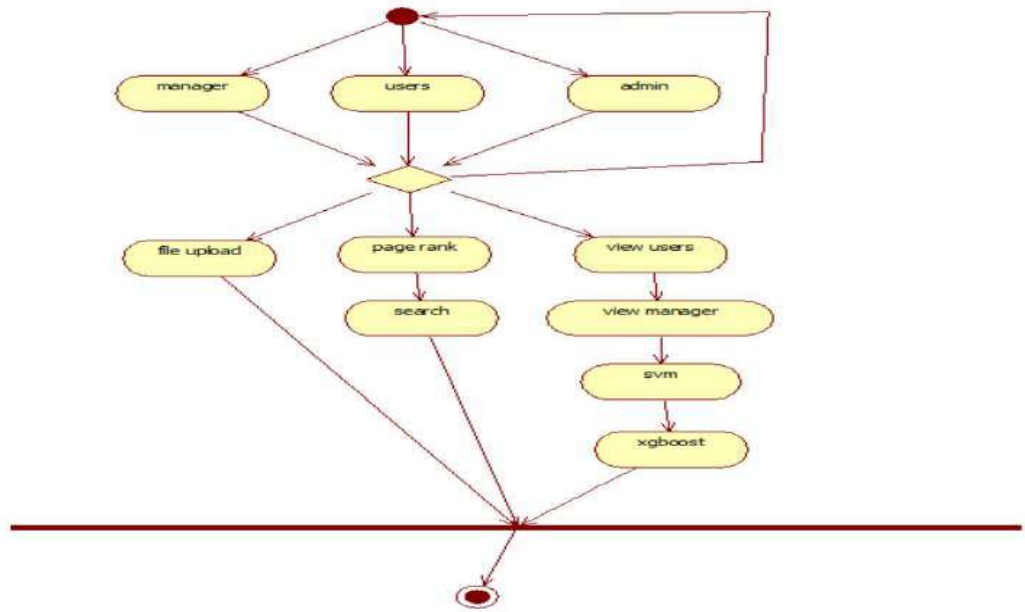 manager
users
admin
file upload
page rank
view users
search
view manager
svm
xgboost